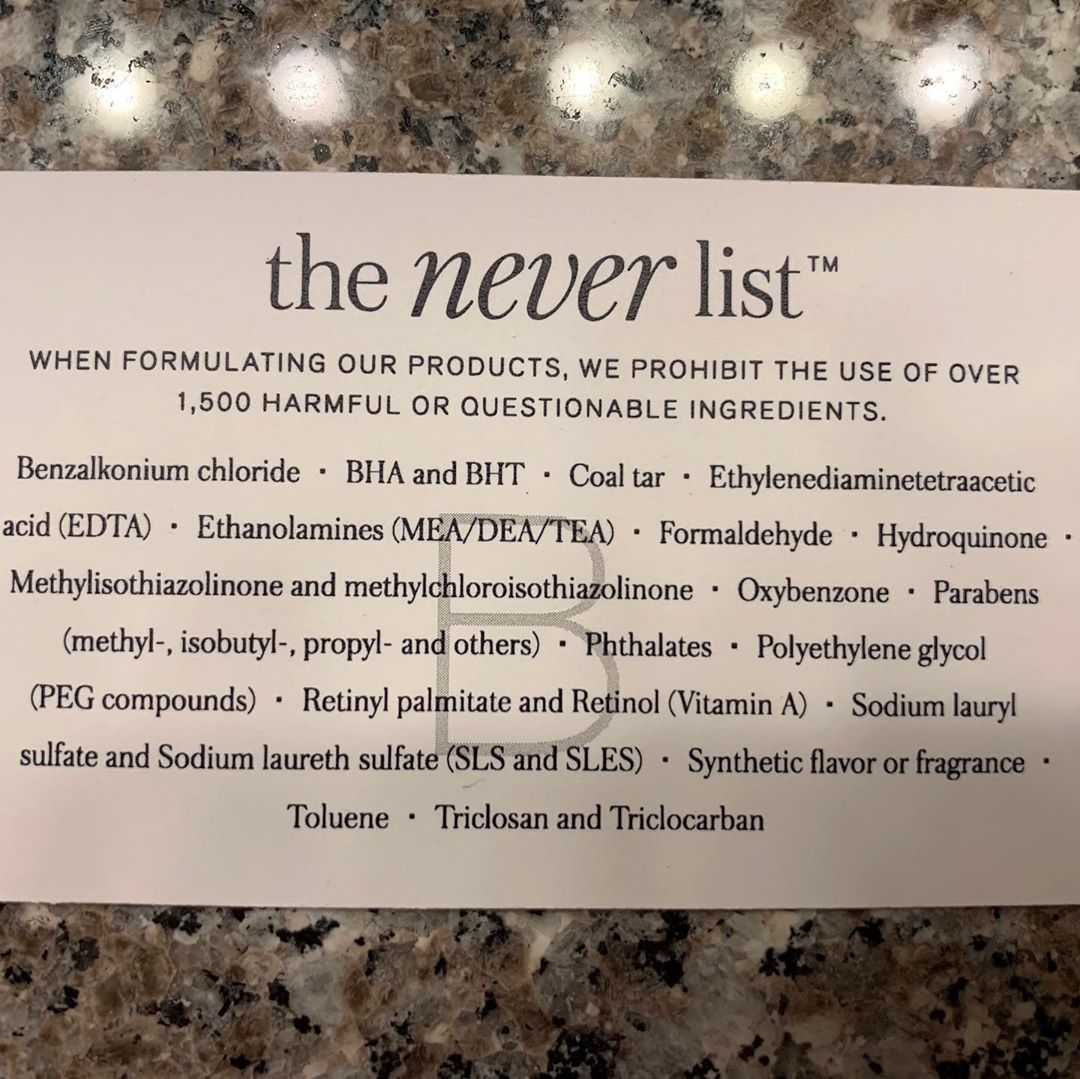 the never list™
WHEN FORMULATING OUR PRODUCTS, WE PROHIBIT THE USE OF OVER
1,500 HARMFUL OR QUESTIONABLE INGREDIENTS.
Benzalkonium chloride · BHA and BHT · Coal tar · Ethylenediaminetetraacetic
acid (EDTA) · Ethanolamines (MEA/DEA/TEA) · Formaldehyde · Hydroquinone ·
Methylisothiazolinone and methylchloroisothiazolinone · Oxybenzone · Parabens
(methyl-, isobutyl-, propyl- and others) · Phthalates · Polyethylene glycol
(PEG compounds) · Retinyl palmitate and Retinol (Vitamin A) · Sodium lauryl
sulfate and Sodium laureth sulfate (SLS and SLES) · Synthetic flavor or fragrance ·
Toluene · Triclosan and Triclocarban
B